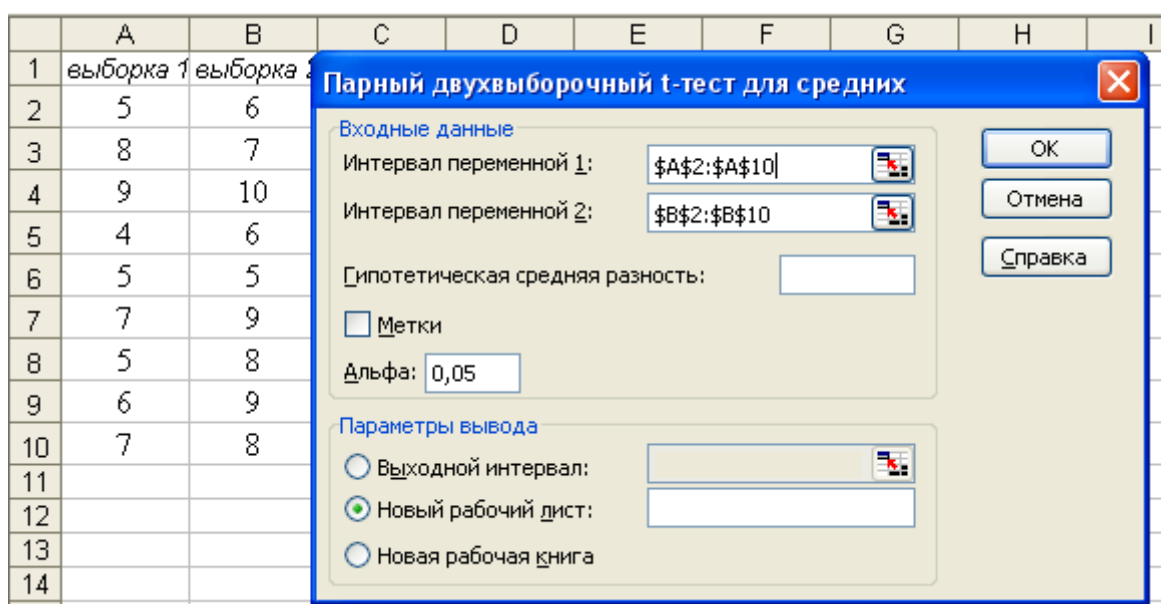 A B C D E F G H I
1 выборка 1 выборка 2
Парный двухвыборочный t-тест для средних
2 5 6
Входные данные
3 8 7
Интервал переменной 1: $A$2:$A$10
ОК
4 9 10
Интервал переменной 2: $B$2:$B$10
Отмена
5 4 6
Справка
6 5 5
Гипотетическая средняя разность:
7 7 9
Метки
8 5 8
Альфа: 0,05
9 6 9
Параметры вывода
10 7 8
Выходной интервал:
11
12
Новый рабочий лист:
13
Новая рабочая книга
14